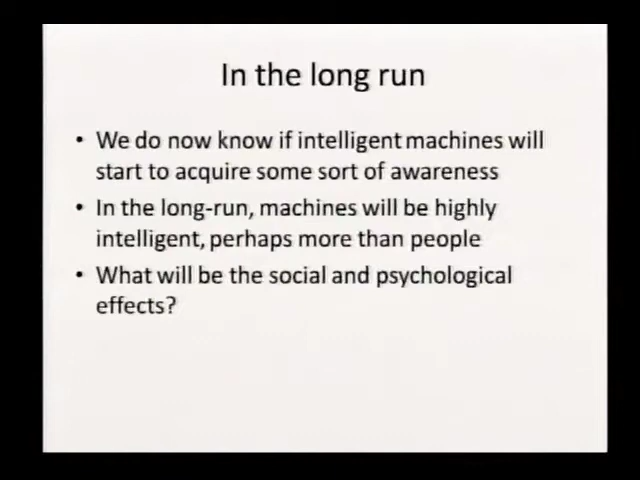 In the long run
• We do now know if intelligent machines will
start to acquire some sort of awareness
• In the long-run, machines will be highly
intelligent, perhaps more than people
• What will be the social and psychological
effects?